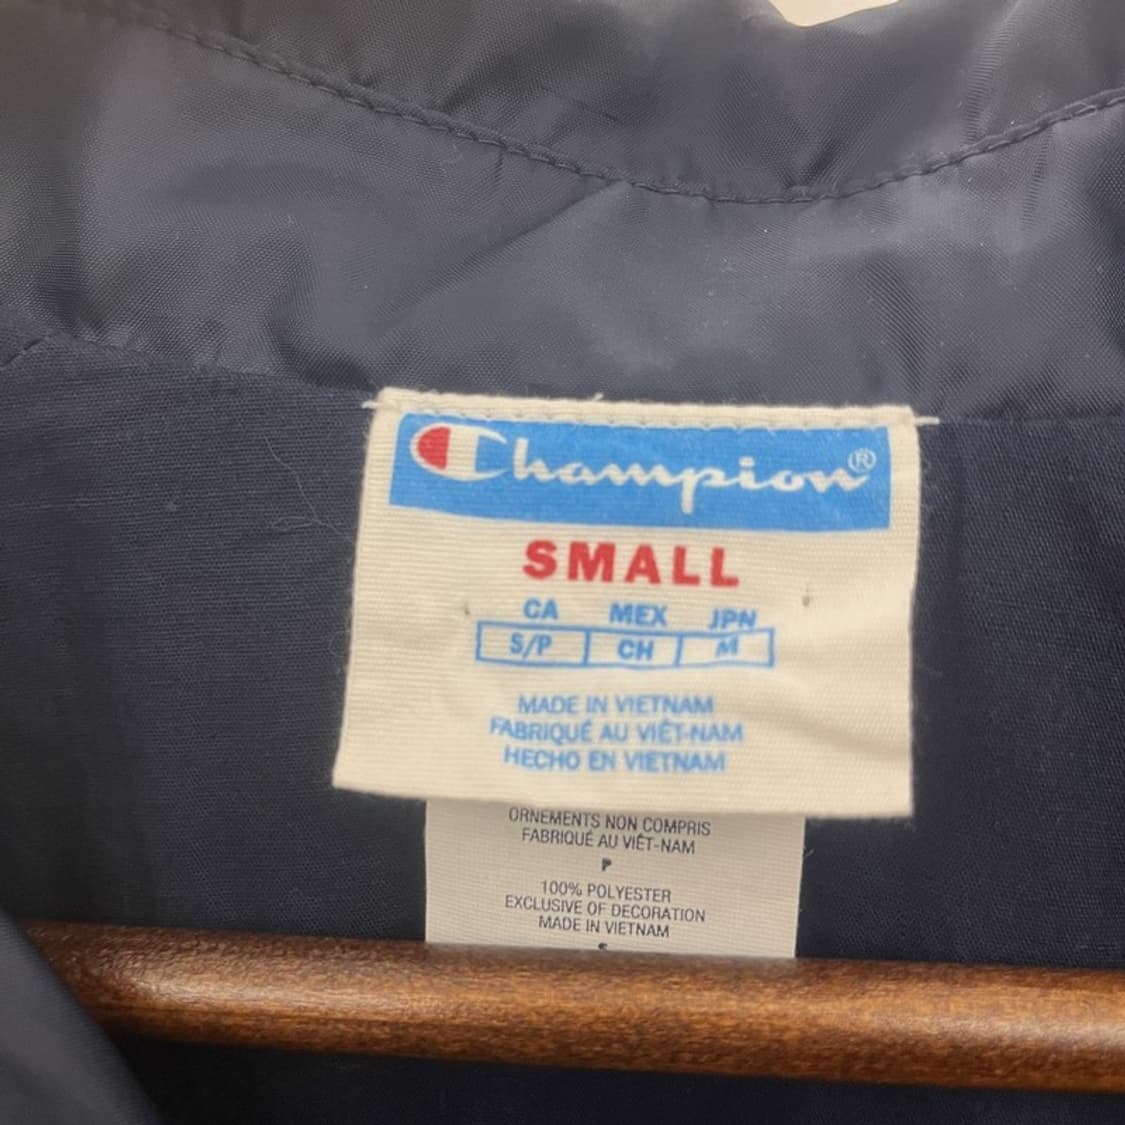 Champion®
SMALL
CA MEX JPN
S/P CH M
MADE IN VIETNAM
FABRIQUÉ AU VIÊT-NAM
HECHO EN VIETNAM
ORNEMENTS NON COMPRIS
FABRIQUÉ AU VIÊT-NAM
P
100% POLYESTER
EXCLUSIVE OF DECORATION
MADE IN VIETNAM
S